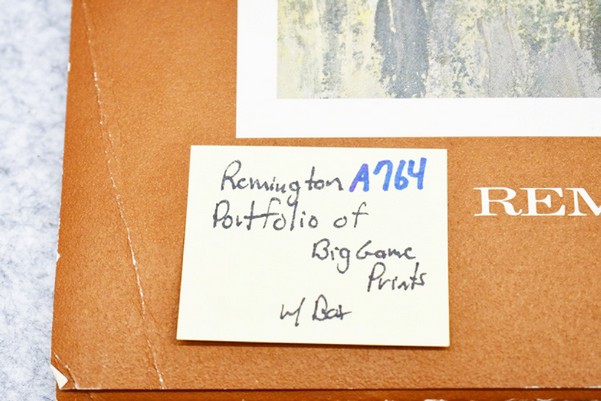 Remington A764
Portfolio of
Big Game
Prints
w/ Box
REM